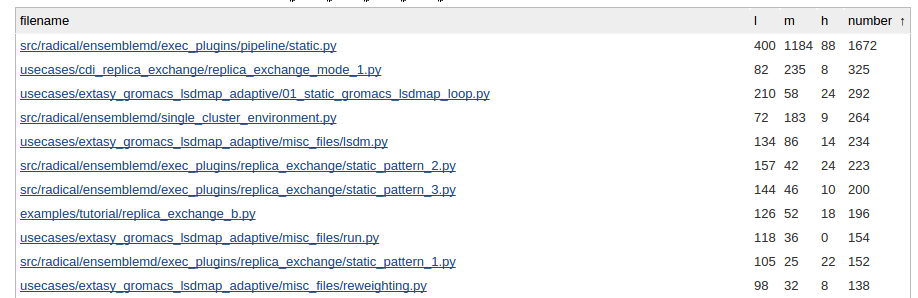 filename l m h number ↑
src/radical/ensemblemd/exec_plugins/pipeline/static.py 400 1184 88 1672
usecases/cdi_replica_exchange/replica_exchange_mode_1.py 82 235 8 325
usecases/extasy_gromacs_lsdmap_adaptive/01_static_gromacs_lsdmap_loop.py 210 58 24 292
src/radical/ensemblemd/single_cluster_environment.py 72 183 9 264
usecases/extasy_gromacs_lsdmap_adaptive/misc_files/lsdm.py 134 86 14 234
src/radical/ensemblemd/exec_plugins/replica_exchange/static_pattern_2.py 157 42 24 223
src/radical/ensemblemd/exec_plugins/replica_exchange/static_pattern_3.py 144 46 10 200
examples/tutorial/replica_exchange_b.py 126 52 18 196
usecases/extasy_gromacs_lsdmap_adaptive/misc_files/run.py 118 36 0 154
src/radical/ensemblemd/exec_plugins/replica_exchange/static_pattern_1.py 105 25 22 152
usecases/extasy_gromacs_lsdmap_adaptive/misc_files/reweighting.py 98 32 8 138